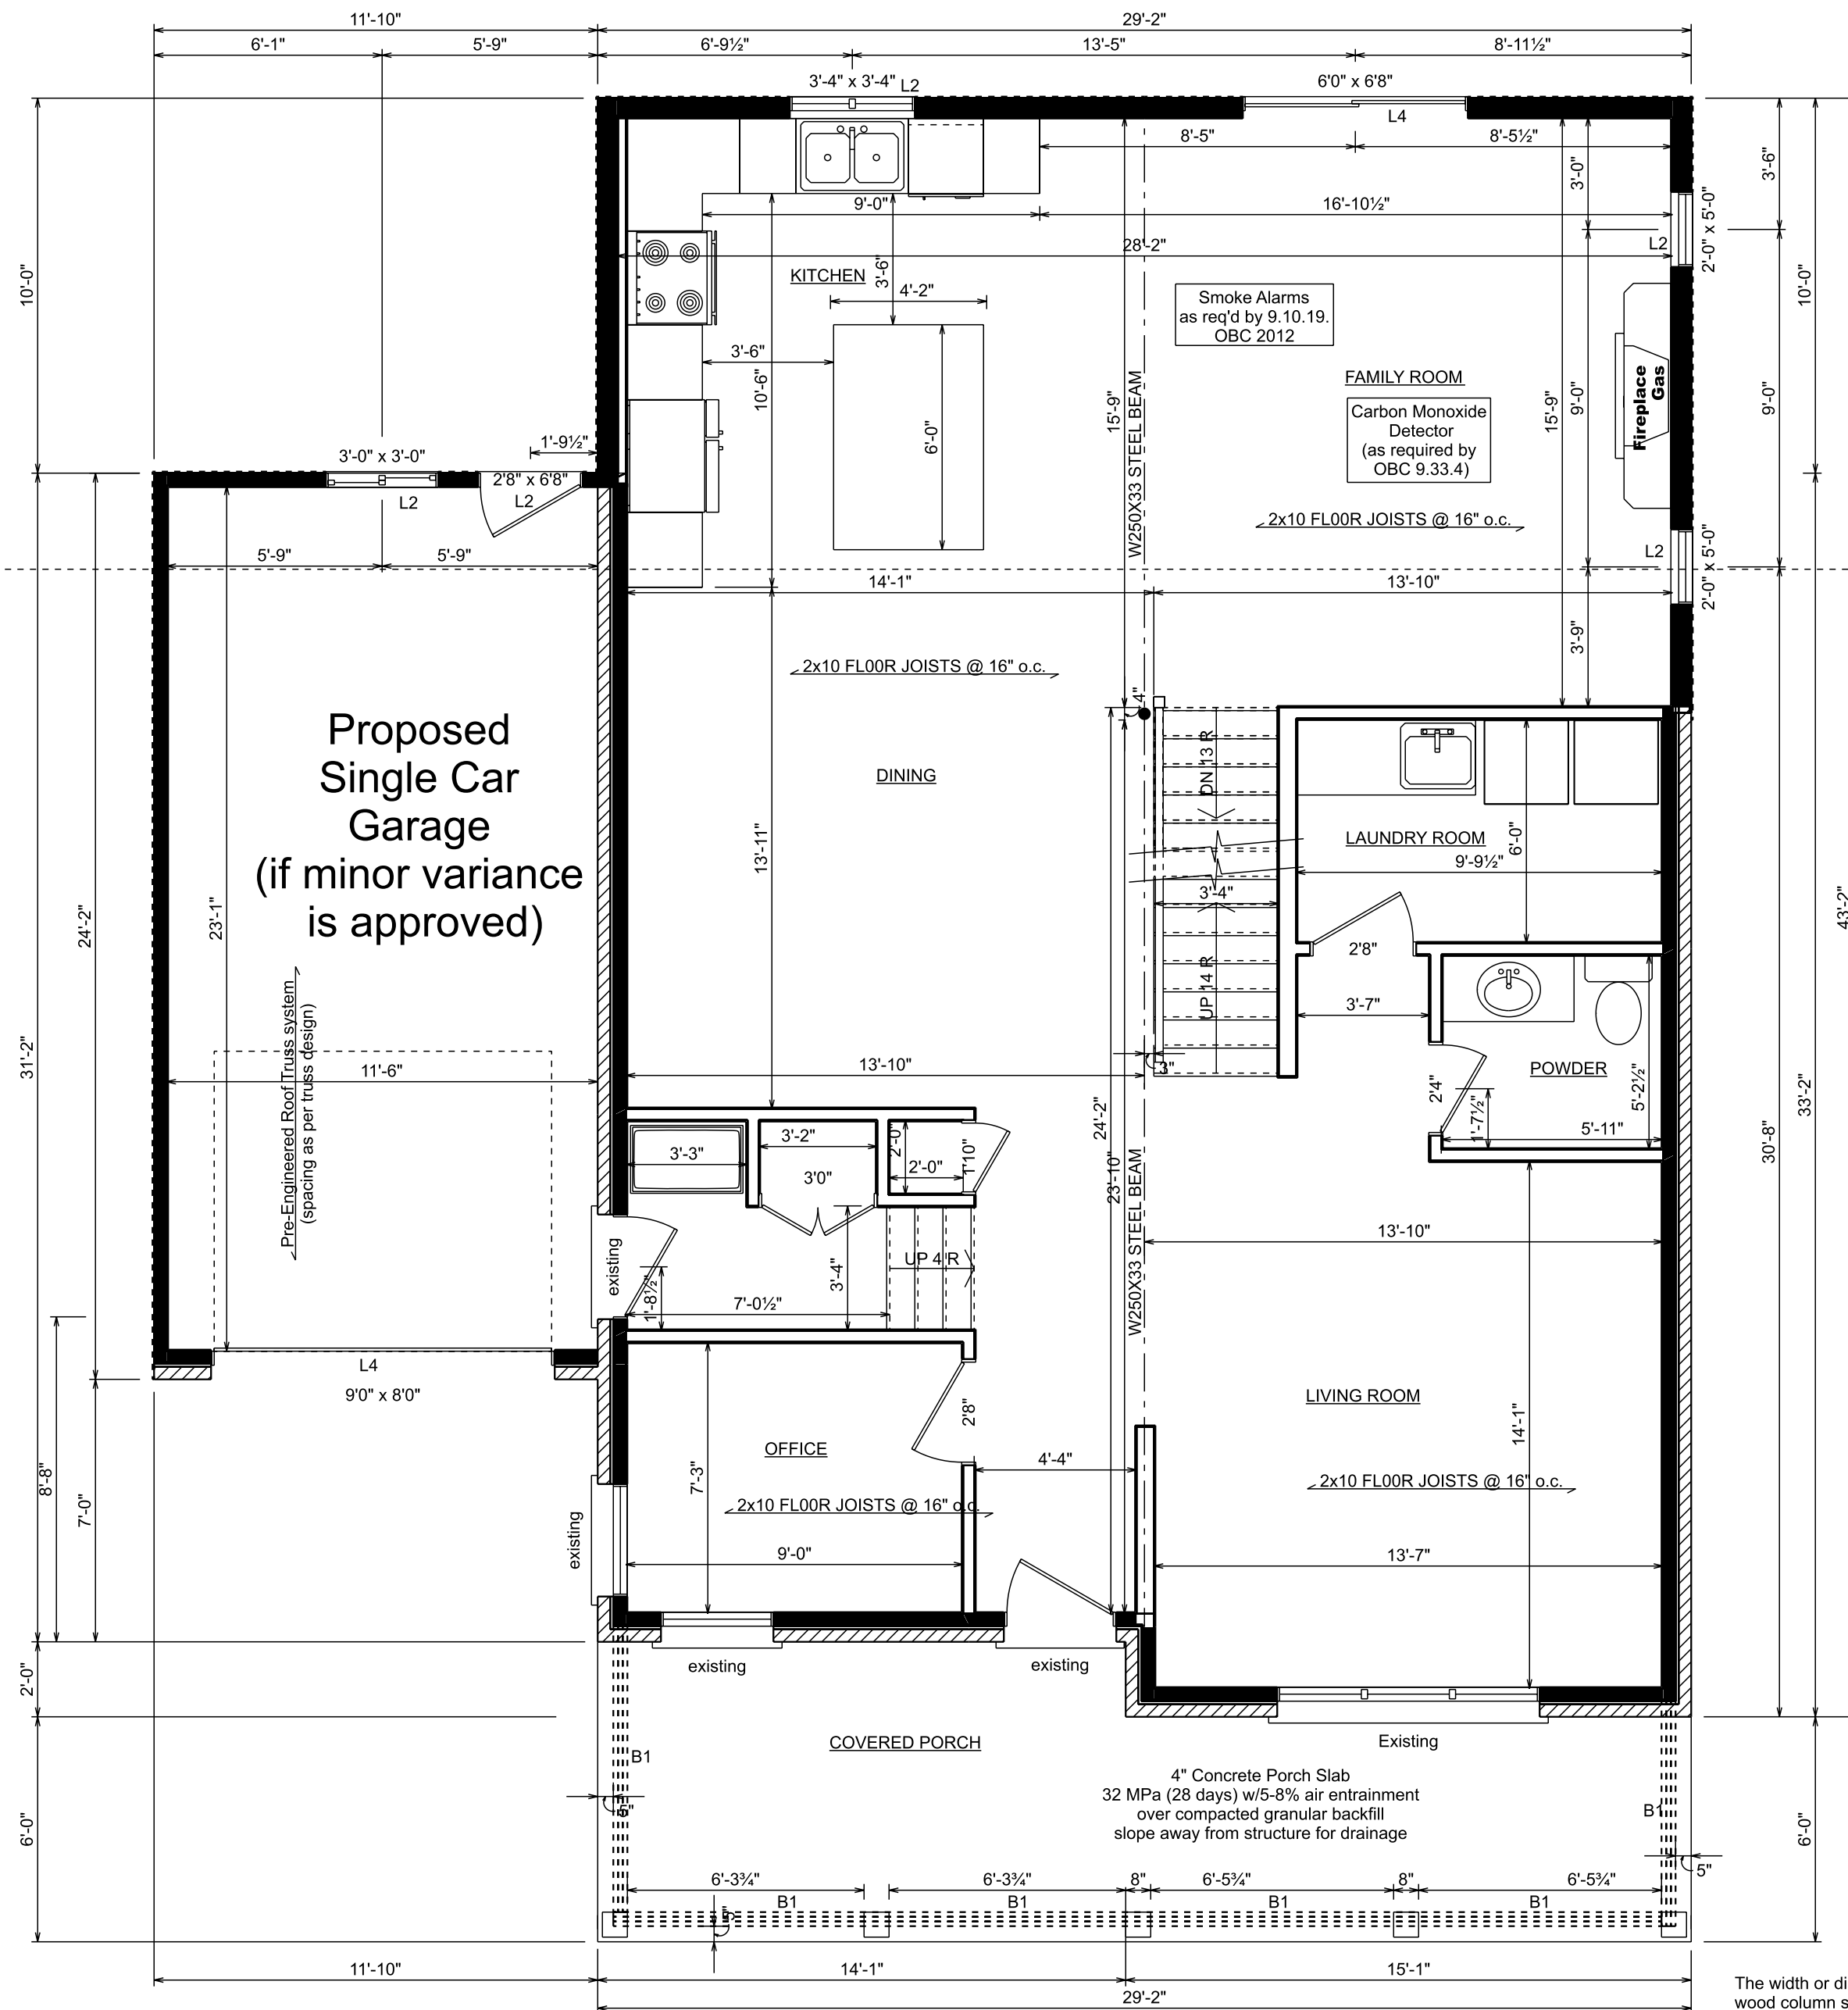 11'-10"
29'-2"
6'-1"
5'-9"
6'-9½"
13'-5"
8'-11½"
3'-4" x 3'-4"
L2
6'0" x 6'8"
L4
8'-5"
8'-5½"
3'-0"
3'-6"
9'-0"
16'-10½"
2'-0" x 5'-0"
28'-2"
L2
10'-0"
KITCHEN
3'-6"
4'-2"
10'-0"
Smoke Alarms
as req'd by 9.10.19.
OBC 2012
3'-6"
10'-6"
6'-0"
15'-9"
W250X33 STEEL BEAM
FAMILY ROOM
Carbon Monoxide
Detector
(as required by
OBC 9.33.4)
15'-9"
9'-0"
Fireplace
Gas
9'-0"
1'-9½"
3'-0" x 3'-0"
2'8" x 6'8"
L2
L2
2x10 FL00R JOISTS @ 16" o.c.
L2
2'-0" x 5'-0"
5'-9"
5'-9"
14'-1"
13'-10"
3'-9"
2x10 FL00R JOISTS @ 16" o.c.
4"
Proposed
Single Car
Garage
(if minor variance
is approved)
DINING
DN 13 R
LAUNDRY ROOM
6'-0"
9'-9½"
13'-11"
3'-4"
24'-2"
23'-1"
31'-2"
43'-2"
33'-2"
30'-8"
2'8"
UP 14 R
3'-7"
Pre-Engineered Roof Truss system
(spacing as per truss design)
11'-6"
13'-10"
3"
POWDER
2'4"
1'-7½"
5'-2½"
5'-11"
24'-2"
23'-10"
W250X33 STEEL BEAM
3'-3"
3'-2"
3'0"
2'-0"
2'-0"
1'10"
13'-10"
existing
UP 4 R
3'-4"
1'-8½"
7'-0½"
L4
9'0" x 8'0"
LIVING ROOM
14'-1"
2'8"
OFFICE
7'-3"
4'-4"
8'-8"
7'-0"
2x10 FL00R JOISTS @ 16" o.c.
2x10 FL00R JOISTS @ 16" o.c.
existing
9'-0"
13'-7"
existing
existing
2'-0"
COVERED PORCH
Existing
B1
4" Concrete Porch Slab
32 MPa (28 days) w/5-8% air entrainment
over compacted granular backfill
slope away from structure for drainage
5"
B1
6'-0"
6'-0"
5"
6'-3¾"
6'-3¾"
8"
6'-5¾"
8"
6'-5¾"
B1
B1
B1
B1
5"
11'-10"
14'-1"
15'-1"
29'-2"
The width or di
wood column s